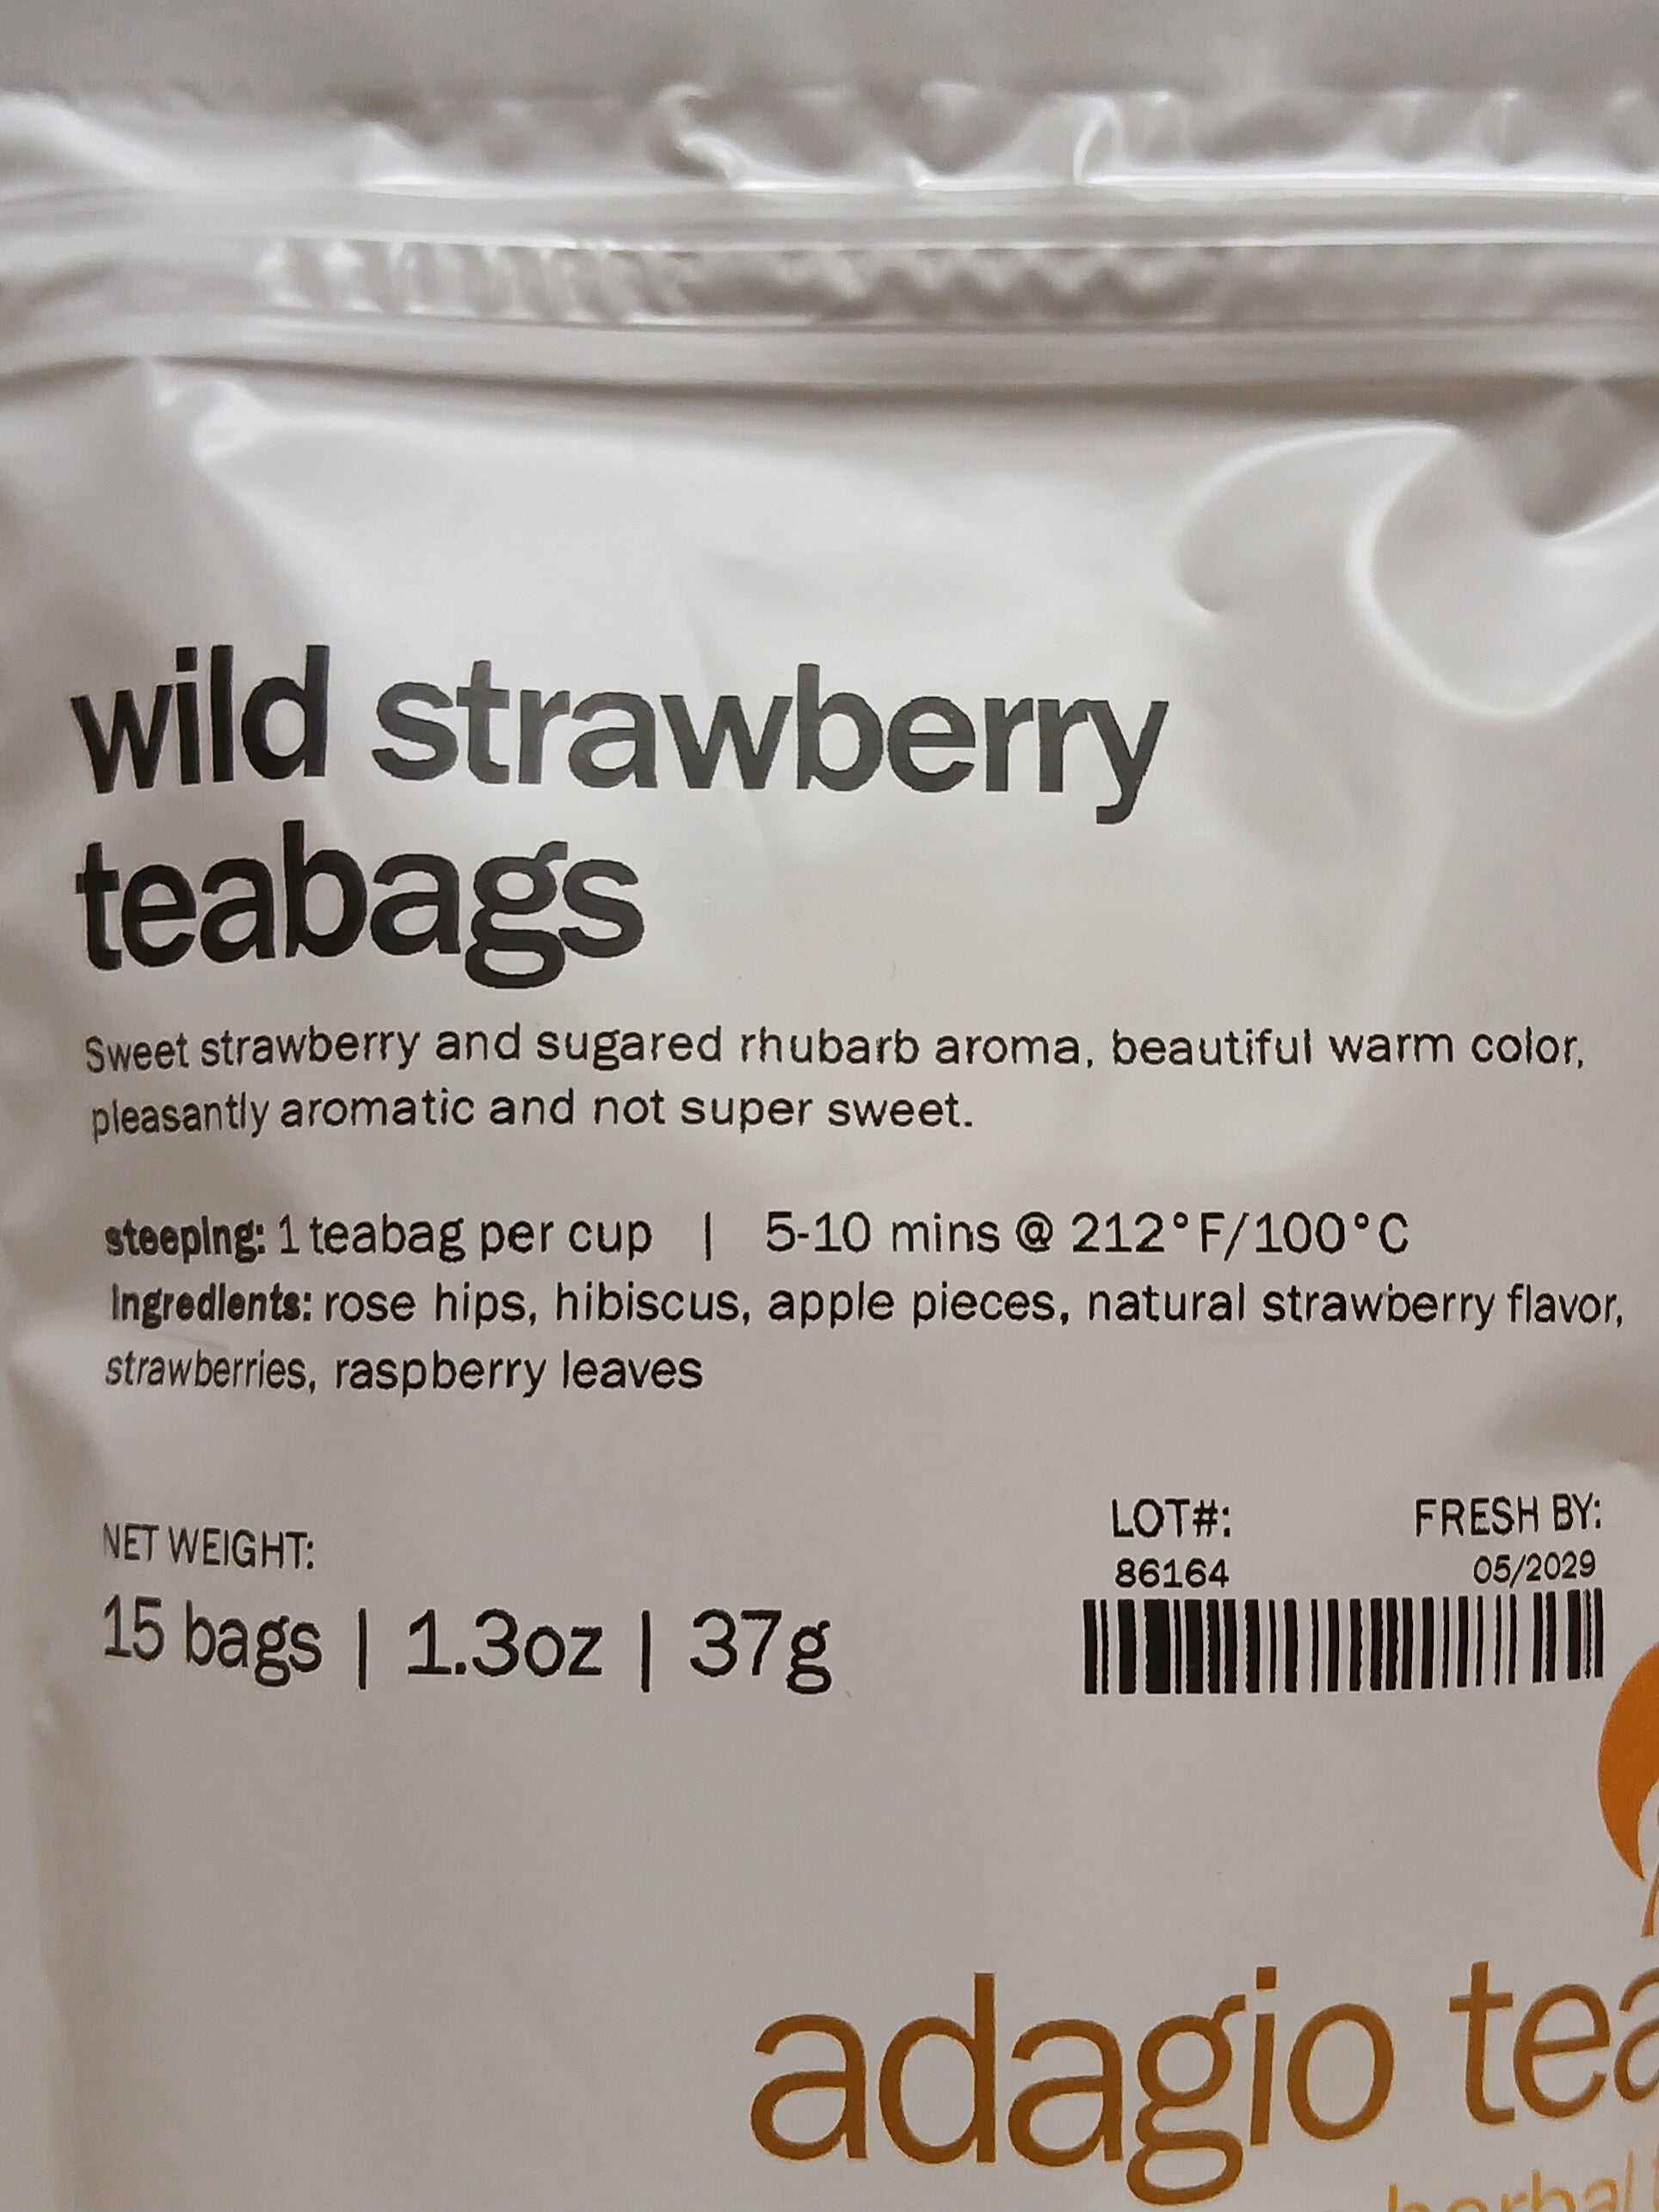 wild strawberry
teabags
Sweet strawberry and sugared rhubarb aroma, beautiful warm color,
pleasantly aromatic and not super sweet.
steeping: 1 teabag per cup | 5-10 mins @ 212°F/100°C
Ingredients: rose hips, hibiscus, apple pieces, natural strawberry flavor,
strawberries, raspberry leaves
NET WEIGHT:
15 bags | 1.3oz | 37g
LOT#: FRESH BY:
86164 05/2029
adagio tea
herbal